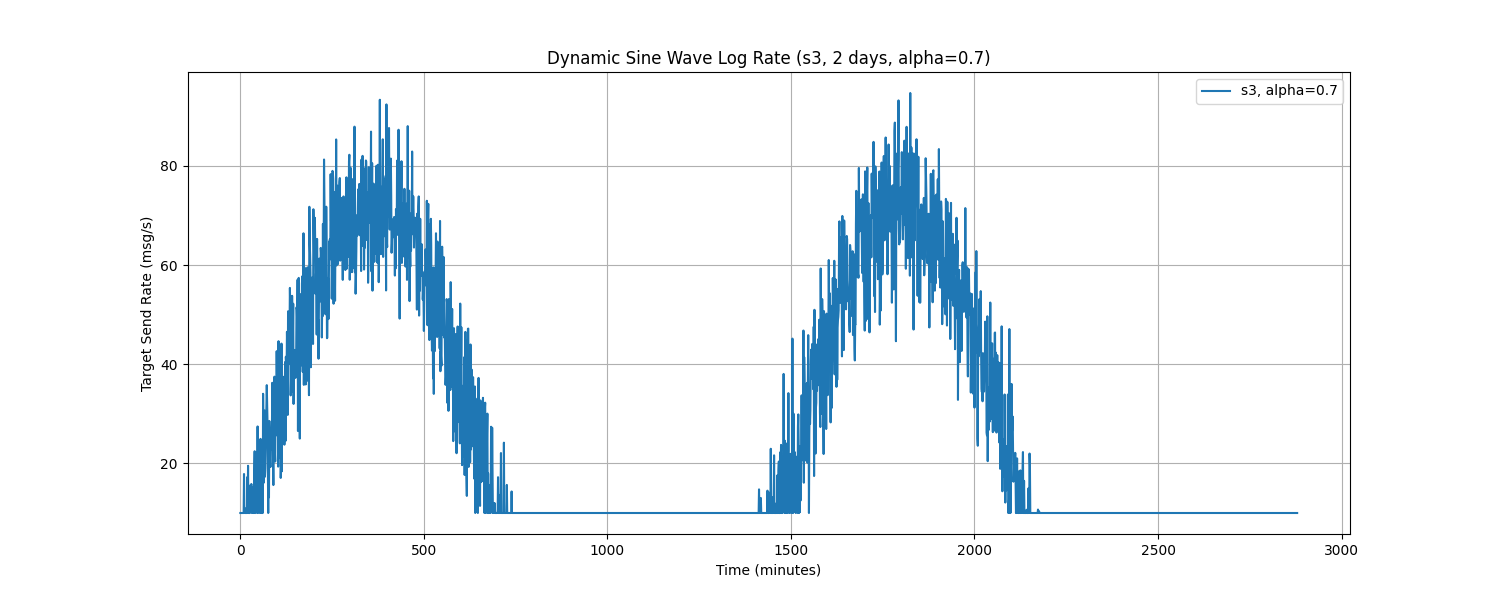 Dynamic Sine Wave Log Rate (s3, 2 days, alpha=0.7)
s3, alpha=0.7
Target Send Rate (msg/s)
80
60
40
20
0 500 1000 1500 2000 2500 3000
Time (minutes)